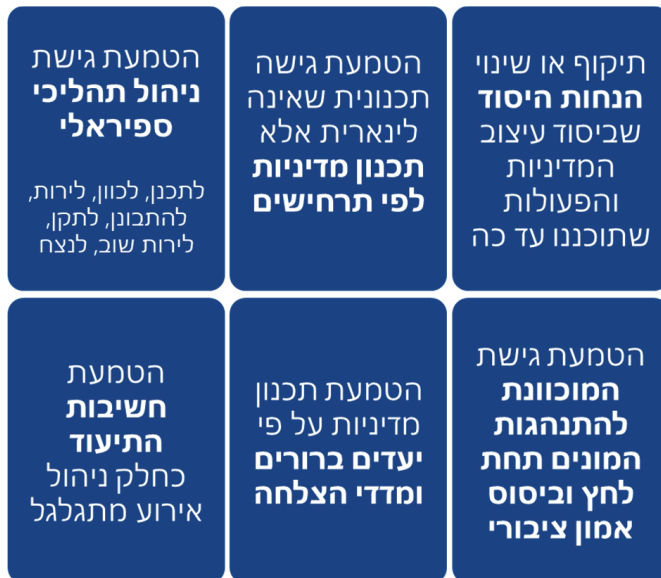 תיקוף או שינוי
הנחות היסוד
שביסוד עיצוב
המדיניות
והפעולות
שתוכננו עד כה
הטמעת גישה
תכנונית שאינה
לינארית אלא
תכנון מדיניות
לפי תרחישים
הטמעת גישת
ניהול תהליכי
ספיראלי
לתכנן, לכוון, לירות,
להתבונן, לתקן,
לירות שוב, לנצח
הטמעת גישת
המוכוונת
להתנהגות
המונים תחת
לחץ וביסוס
אמון ציבורי
הטמעת תכנון
מדיניות על פי
יעדים ברורים
ומדדי הצלחה
הטמעת
חשיבות
התיעוד
כחלק ניהול
אירוע מתגלגל